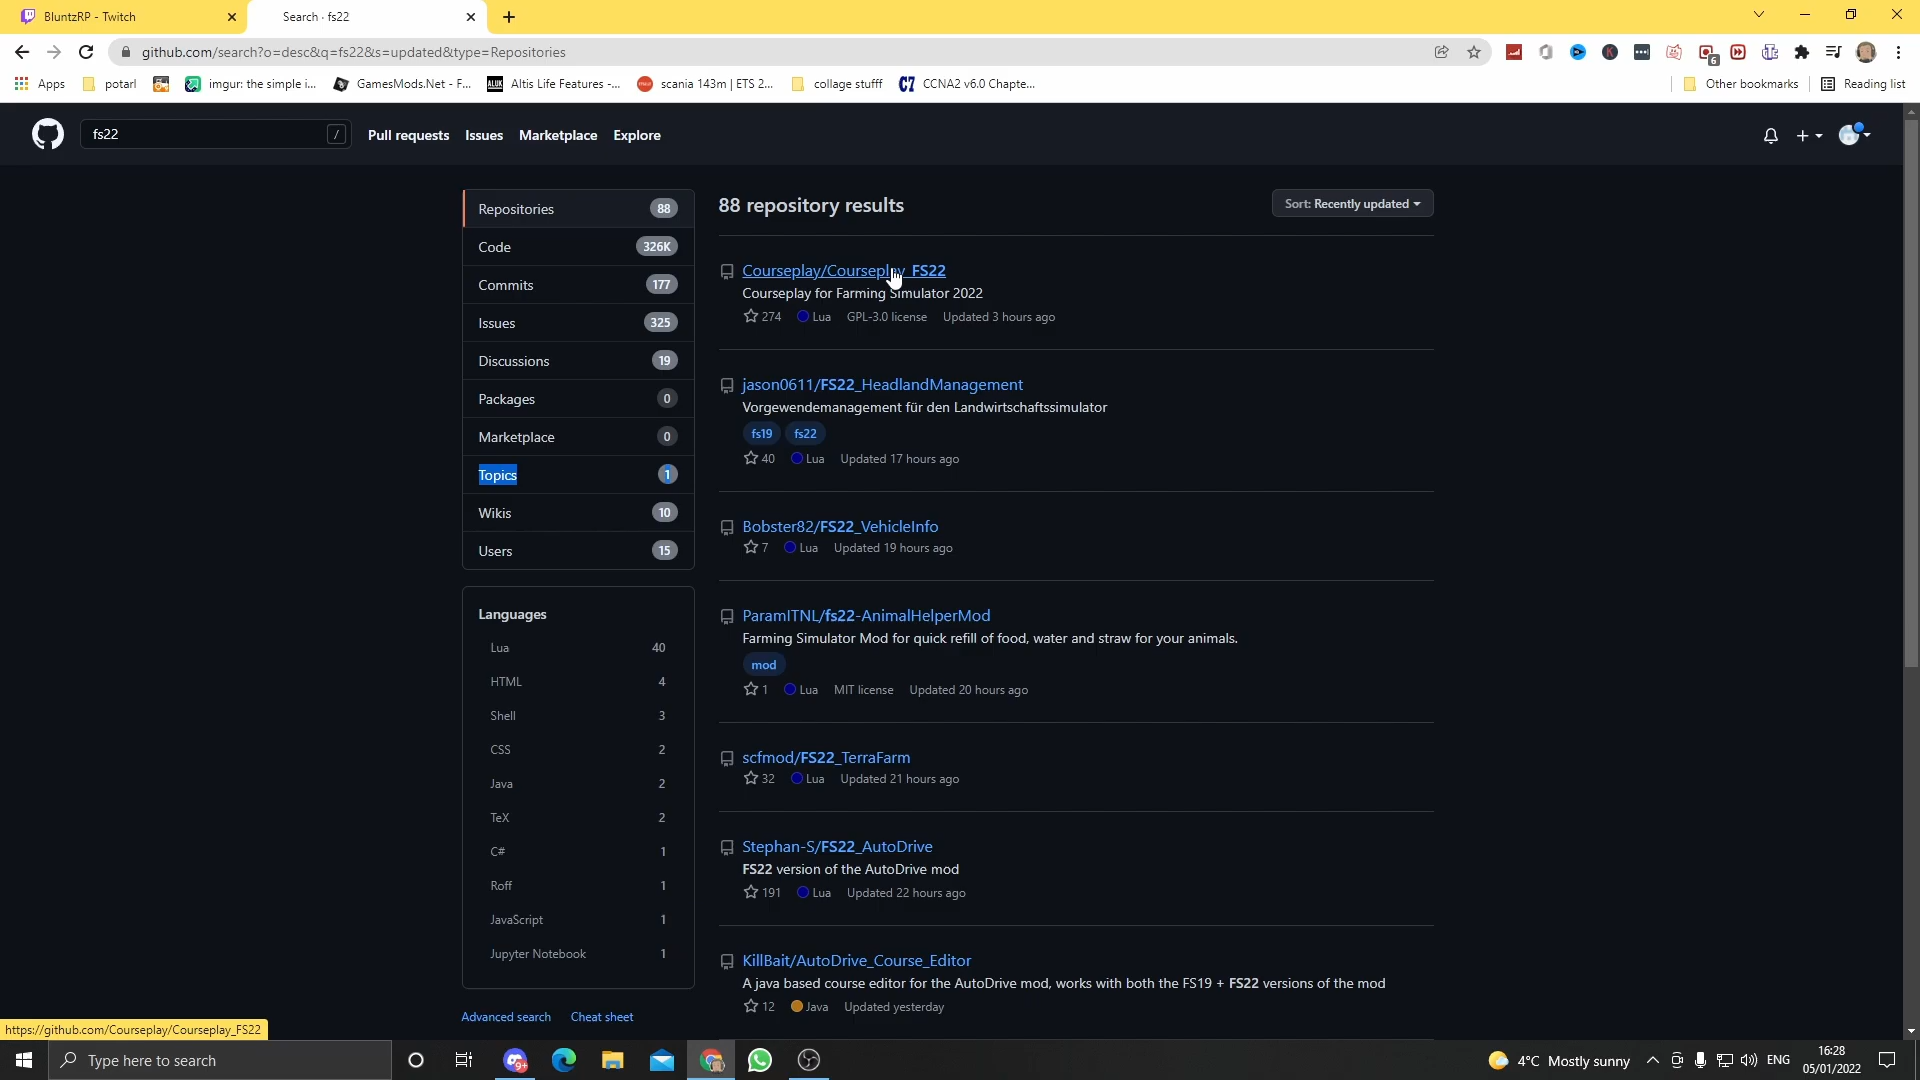 BluntzRP - Twitch
Search · fs22
github.com/search?o=desc&q=fs22&s=updated&type=Repositories
6
Apps
potarl
imgur: the simple i...
GamesMods.Net - F...
Altis Life Features -...
scania 143m | ETS 2...
collage stufff
CCNA2 v6.0 Chapte...
Other bookmarks
Reading list
fs22
/
Pull requests
Issues
Marketplace
Explore
Repositories 88
Code 326K
Commits 177
Issues 325
Discussions 19
Packages 0
Marketplace 0
Topics 1
Wikis 10
Users 15
Languages
Lua 40
HTML 4
Shell 3
CSS 2
Java 2
TeX 2
C# 1
Roff 1
JavaScript 1
Jupyter Notebook 1
Advanced search Cheat sheet
88 repository results
Sort: Recently updated
Courseplay/Courseplay_FS22
Courseplay for Farming Simulator 2022
274 Lua GPL-3.0 license Updated 3 hours ago
jason0611/FS22_HeadlandManagement
Vorgewendemanagement für den Landwirtschaftssimulator
fs19 fs22
40 Lua Updated 17 hours ago
Bobster82/FS22_VehicleInfo
7 Lua Updated 19 hours ago
ParamITNL/fs22-AnimalHelperMod
Farming Simulator Mod for quick refill of food, water and straw for your animals.
mod
1 Lua MIT license Updated 20 hours ago
scfmod/FS22_TerraFarm
32 Lua Updated 21 hours ago
Stephan-S/FS22_AutoDrive
FS22 version of the AutoDrive mod
191 Lua Updated 22 hours ago
KillBait/AutoDrive_Course_Editor
A java based course editor for the AutoDrive mod, works with both the FS19 + FS22 versions of the mod
12 Java Updated yesterday
https://github.com/Courseplay/Courseplay_FS22
Type here to search
9+
4°C Mostly sunny
ENG
16:28
05/01/2022